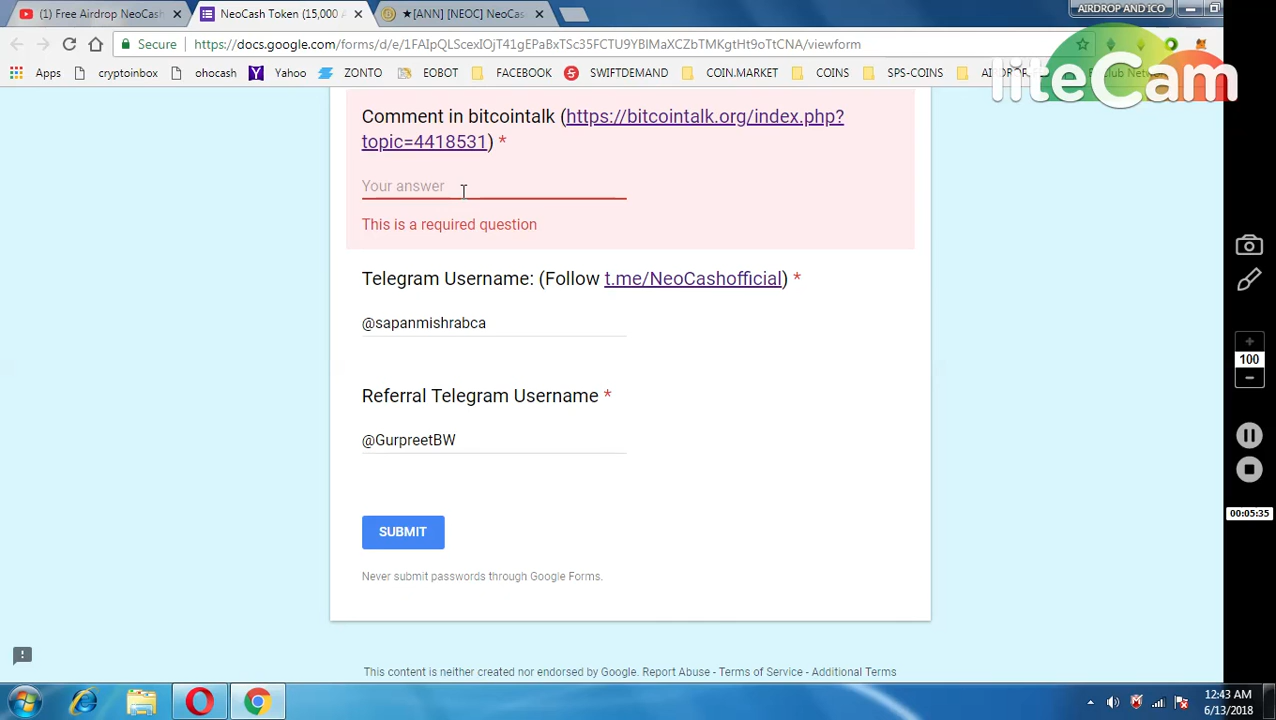 (1) Free Airdrop NeoCash
NeoCash Token (15,000
★[ANN] [NEOC] NeoCas
AIRDROP AND ICO
Secure
https://docs.google.com/forms/d/e/1FAIpQLScexIOjT41gEPaBxTSc35FCTU9YBIMaXCZbTMKgtHt9oTtCNA/viewform
Apps
cryptoinbox
ohocash
Yahoo
ZONTO
EOBOT
FACEBOOK
SWIFTDEMAND
COIN.MARKET
COINS
SPS-COINS
liteCam
Comment in bitcointalk (https://bitcointalk.org/index.php?
topic=4418531) *
Your answer
This is a required question
Telegram Username: (Follow t.me/NeoCashofficial) *
@sapanmishrabca
Referral Telegram Username *
@GurpreetBW
SUBMIT
Never submit passwords through Google Forms.
This content is neither created nor endorsed by Google. Report Abuse - Terms of Service - Additional Terms
100
00:05:35
12:43 AM
6/13/2018